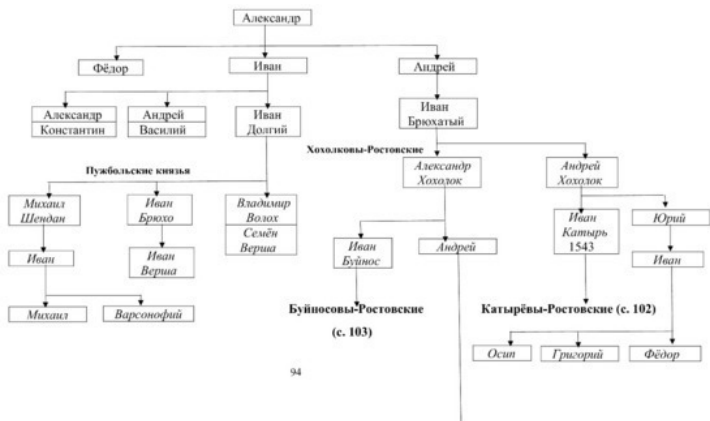 Александр
Фёдор
Иван
Андрей
Александр
Константин
Андрей
Василий
Иван
Долгий
Иван
Брюхатый
Хохолковы-Ростовские
Пужбольские князья
Александр
Хохолок
Андрей
Хохолок
Михаил
Шендан
Иван
Брюхо
Владимир
Волох
Семён
Верша
Иван
Буйнос
Андрей
Иван
Катырь
1543
Юрий
Иван
Иван
Верша
Иван
Михаил
Варсонофий
Буйносовы-Ростовские
(с. 103)
Катырёвы-Ростовские (с. 102)
Осип
Григорий
Фёдор
94